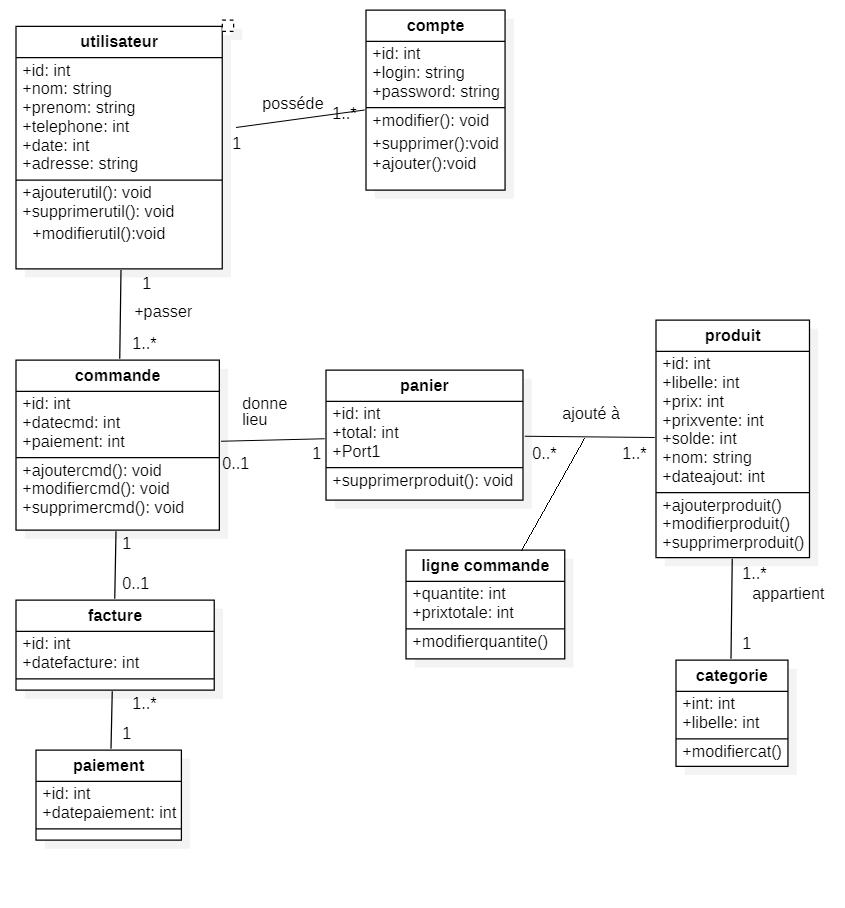 utilisateur
+id: int
+nom: string
+prenom: string
+telephone: int
+date: int
+adresse: string
+ajouterutil(): void
+supprimerutil(): void
+modifierutil():void
posséde
1
1..*
compte
+id: int
+login: string
+password: string
+modifier(): void
+supprimer():void
+ajouter():void
1
+passer
1..*
commande
+id: int
+datecmd: int
+paiement: int
+ajoutercmd(): void
+modifiercmd(): void
+supprimercmd(): void
donne
lieu
0..1
1
panier
+id: int
+total: int
+Port1
+supprimerproduit(): void
ajouté à
0..*
1..*
produit
+id: int
+libelle: int
+prix: int
+prixvente: int
+solde: int
+nom: string
+dateajout: int
+ajouterproduit()
+modifierproduit()
+supprimerproduit()
ligne commande
+quantite: int
+prixtotale: int
+modifierquantite()
1
0..1
facture
+id: int
+datefacture: int
1..*
1
paiement
+id: int
+datepaiement: int
1..*
appartient
1
categorie
+int: int
+libelle: int
+modifiercat()